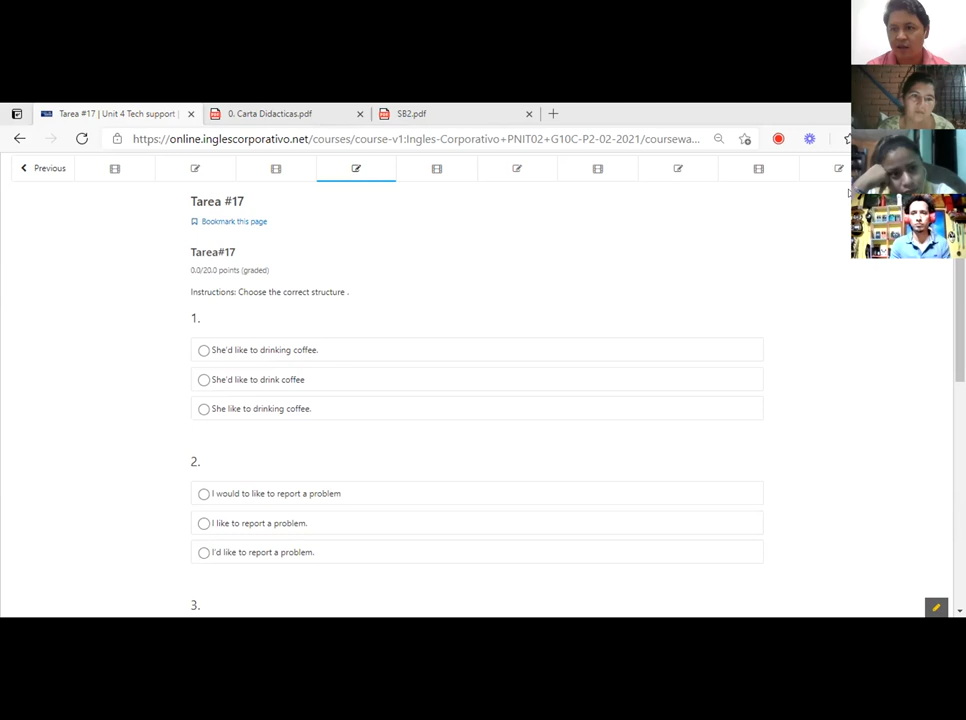 Tarea #17 | Unit 4 Tech support |
0. Carta Didacticas.pdf
SB2.pdf
https://online.inglescorporativo.net/courses/course-v1:Ingles-Corporativo+PNIT02+G10C-P2-02-2021/coursewa...
Previous
Tarea #17
Bookmark this page
Tarea#17
0.0/20.0 points (graded)
Instructions: Choose the correct structure .
1.
She'd like to drinking coffee.
She'd like to drink coffee
She like to drinking coffee.
2.
I would to like to report a problem
I like to report a problem.
I'd like to report a problem.
3.